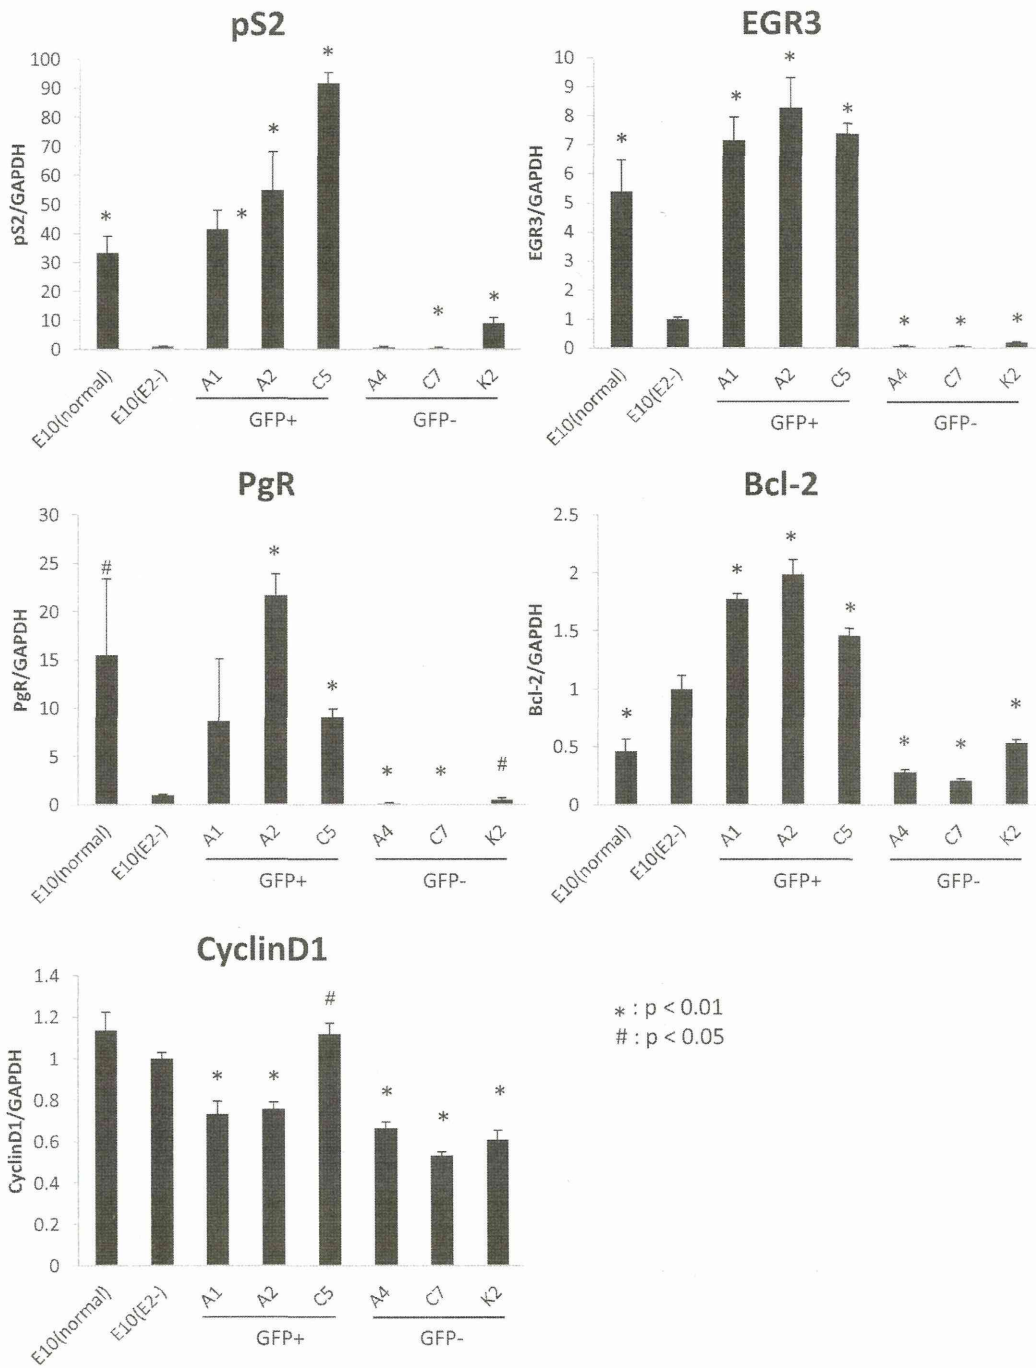 pS2
pS2/GAPDH
100
90
80
70
60
50
40
30
20
10
0
*
*
*
*
*
*
E10(normal)
E10(E2-)
A1
A2
C5
A4
C7
K2
GFP+
GFP-
EGR3
EGR3/GAPDH
10
9
8
7
6
5
4
3
2
1
0
*
*
*
*
*
*
*
E10(normal)
E10(E2-)
A1
A2
C5
A4
C7
K2
GFP+
GFP-
PgR
PgR/GAPDH
30
25
20
15
10
5
0
#
*
*
*
*
#
E10(normal)
E10(E2-)
A1
A2
C5
A4
C7
K2
GFP+
GFP-
Bcl-2
Bcl-2/GAPDH
2.5
2
1.5
1
0.5
0
*
*
*
*
*
*
*
E10(normal)
E10(E2-)
A1
A2
C5
A4
C7
K2
GFP+
GFP-
CyclinD1
CyclinD1/GAPDH
1.4
1.2
1
0.8
0.6
0.4
0.2
0
*
*
#
*
*
*
E10(normal)
E10(E2-)
A1
A2
C5
A4
C7
K2
GFP+
GFP-
* : p < 0.01
# : p < 0.05